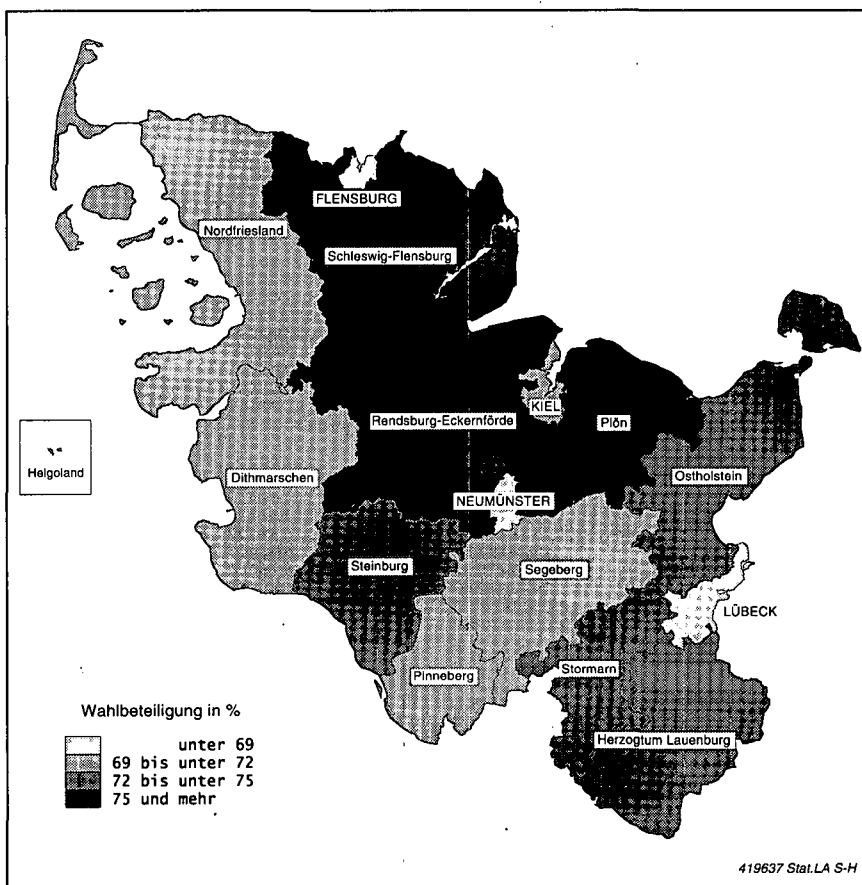 FLENSBURG
Nordfriesland
Schleswig-Flensburg
KIEL
Rendsburg-Eckernförde
Plön
Helgoland
Dithmarschen
Ostholstein
NEUMÜNSTER
Steinburg
Segeberg
LÜBECK
Stormarn
Pinneberg
Herzogtum Lauenburg
Wahlbeteiligung in %
unter 69
69 bis unter 72
72 bis unter 75
75 und mehr
419637 Stat.LA S-H